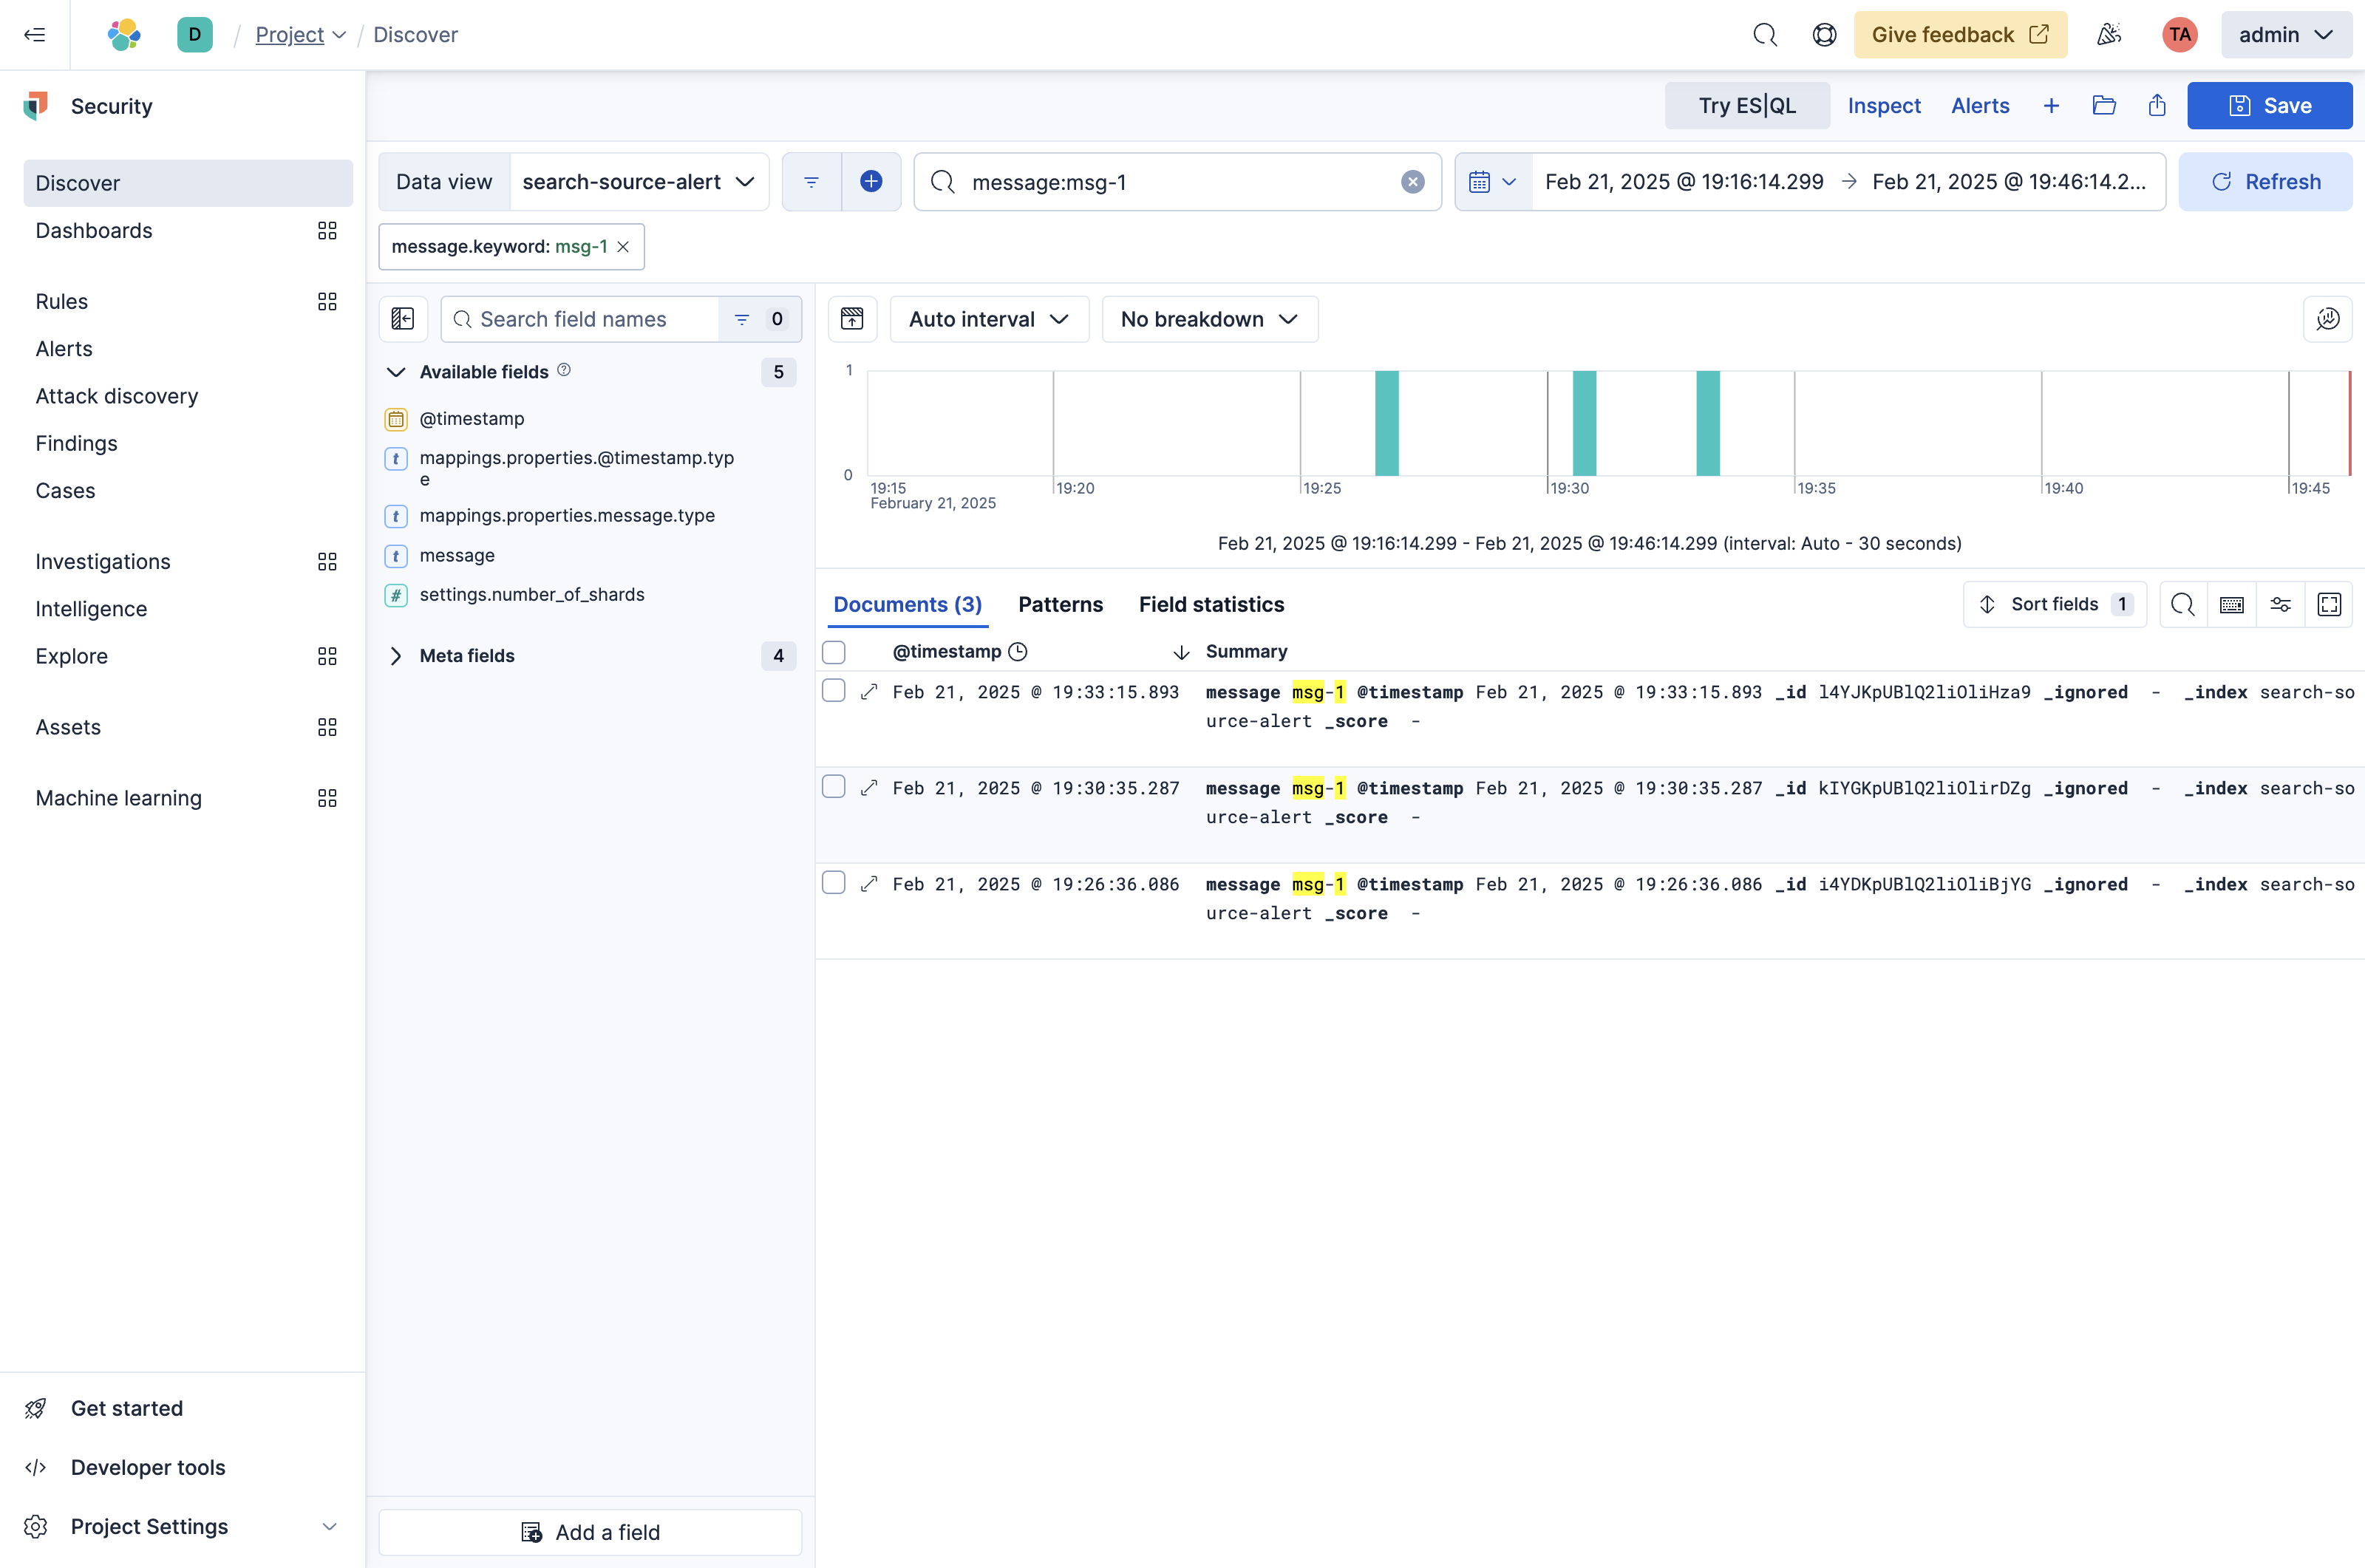 D / Project / Discover
Give feedback
TA
admin
Security
Try ES|QL
Inspect
Alerts
Save
Discover
Dashboards
Rules
Alerts
Attack discovery
Findings
Cases
Investigations
Intelligence
Explore
Assets
Machine learning
Get started
Developer tools
Project Settings
Data view search-source-alert
message:msg-1
Feb 21, 2025 @ 19:16:14.299 → Feb 21, 2025 @ 19:46:14.2...
Refresh
message.keyword: msg-1
Search field names
0
Available fields
5
@timestamp
mappings.properties.@timestamp.typ
e
t
mappings.properties.message.type
t
message
t
settings.number_of_shards
#
Meta fields
4
Add a field
Auto interval
No breakdown
1
0
19:15
February 21, 2025
19:20
19:25
19:30
19:35
19:40
19:45
Feb 21, 2025 @ 19:16:14.299 - Feb 21, 2025 @ 19:46:14.299 (interval: Auto - 30 seconds)
Documents (3)
Patterns
Field statistics
Sort fields 1
@timestamp
Summary
Feb 21, 2025 @ 19:33:15.893 message msg-1 @timestamp Feb 21, 2025 @ 19:33:15.893 _id l4YJKpUBlQ2liOliHza9 _ignored - _index search-so
urce-alert _score -
Feb 21, 2025 @ 19:30:35.287 message msg-1 @timestamp Feb 21, 2025 @ 19:30:35.287 _id kIYGKpUBlQ2liOlirDZg _ignored - _index search-so
urce-alert _score -
Feb 21, 2025 @ 19:26:36.086 message msg-1 @timestamp Feb 21, 2025 @ 19:26:36.086 _id i4YDKpUBlQ2liOliBjYG _ignored - _index search-so
urce-alert _score -